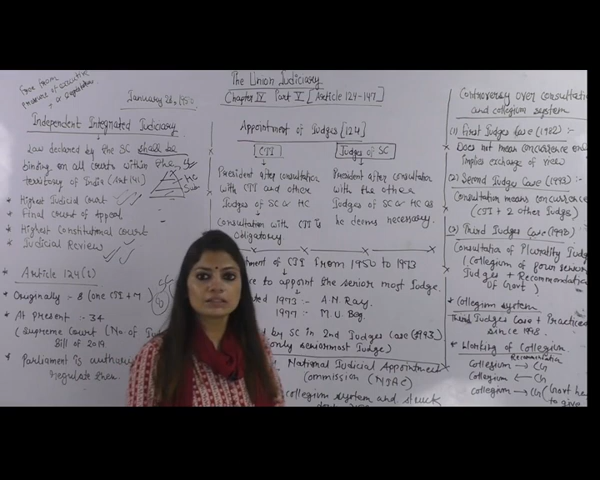 Free from
pressure of executive
+ or legislature
January 26, 1950
Independent Integrated Judiciary
Law declared by the SC shall be
binding on all courts within the
territory of India (Art 141)
SC
HC
Sub
* Highest Judicial Court
* Final Court of Appeal
* Highest Constitutional Court
* Judicial Review
* Article 124(1)
* Originally - 8 (one CJI + 7
* At Present :- 34
(Supreme Court (No. of
Bill of 2019
* Parliament is
regulate them.
The Union Judiciary
Chapter IV Part V [Article 124-147]
Appointment of Judges [124]
CJI
President after consultation
with CJI and other
Judges of SC or HC
Consultation with CJI is
obligatory
Judges of SC
President after consultation
with the other
Judges of SC or HC as
he deems necessary.
of CJI from 1950 to 1973
to appoint the senior most Judge.
1973 :- A N Ray.
1977 - M U Beg.
by SC in 2nd Judges Case (1993)
only seniormost Judge)
National Judicial Appointment
Commission (NJAC)
collegium system and struck
Controversy over consultation
and collegium system
(1) First Judges Case (1982) :-
Does not mean concurrence only
implies exchange of view
(2) Second Judges Case (1993):-
Consultation means concurrence
(CJI + 2 other Judges)
(3) Third Judges Case (1998)
Consultation of Plurality Judges
(Collegium of four senior
Judges + Recommendation
of Govt)
* Collegium system
Third Judges Case + Practice
since 1998.
* Working of Collegium
Recommendation
Collegium → CG
Collegium ← CG
collegium → CG (Govt has
to give